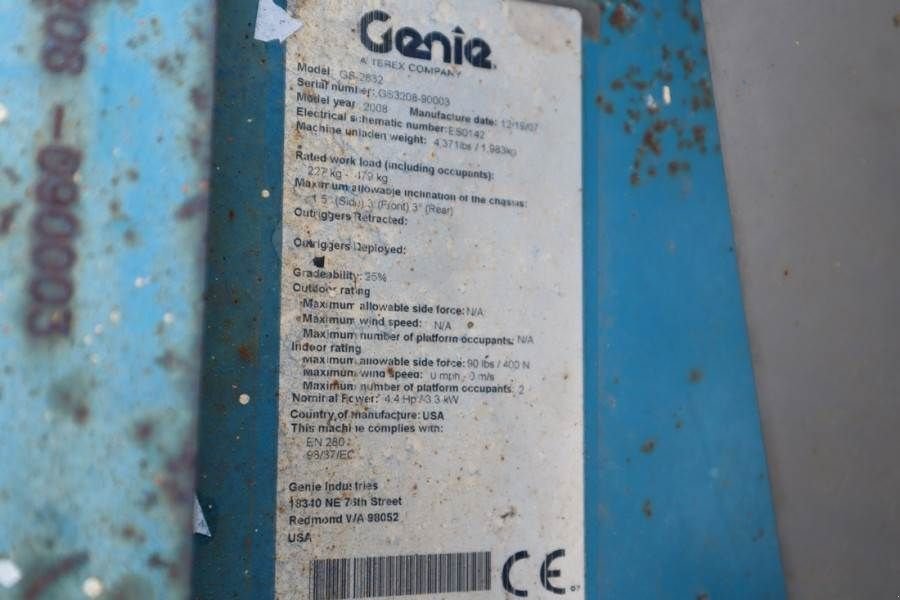 208-90003
Genie
A TEREX COMPANY
Model: GS-2632
Serial number: GS3208-90003
Model year: 2008 Manufacture date: 12/19/07
Electrical schematic number: ES0142
Machine unladen weight: 4,371lbs / 1,983kg
Rated work load (including occupants):
227 kg - 479 kg
Maximum allowable inclination of the chassis:
1.5° (Side) 3° (Front) 3° (Rear)
Outriggers Retracted:
Outriggers Deployed:
Gradeability: 25%
Outdoor rating
Maximum allowable side force: N/A
Maximum wind speed: N/A
Maximum number of platform occupants: N/A
Indoor rating
Maximum allowable side force: 90 lbs / 400 N
Maximum wind speed: 0 mph - 0 m/s
Maximum number of platform occupants: 2
Nominal Power: 4.4 Hp / 3.3 kW
Country of manufacture: USA
This machine complies with:
EN 280
98/37/EC
Genie Industries
18340 NE 76th Street
Redmond WA 98052
USA
CE